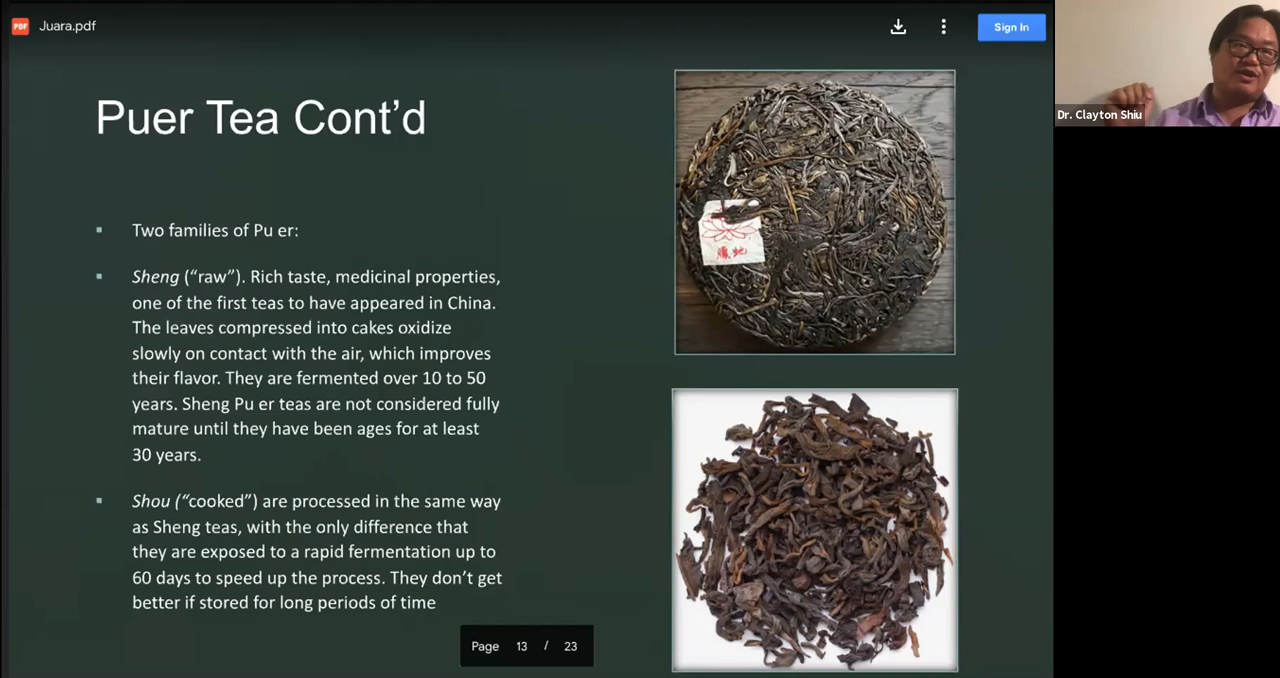 PDF Juara.pdf
Sign In
Dr. Clayton Shiu
Puer Tea Cont’d
▪ Two families of Pu er:
▪ Sheng (“raw”). Rich taste, medicinal properties,
one of the first teas to have appeared in China.
The leaves compressed into cakes oxidize
slowly on contact with the air, which improves
their flavor. They are fermented over 10 to 50
years. Sheng Pu er teas are not considered fully
mature until they have been ages for at least
30 years.
▪ Shou (“cooked”) are processed in the same way
as Sheng teas, with the only difference that
they are exposed to a rapid fermentation up to
60 days to speed up the process. They don’t get
better if stored for long periods of time
Page 13 / 23